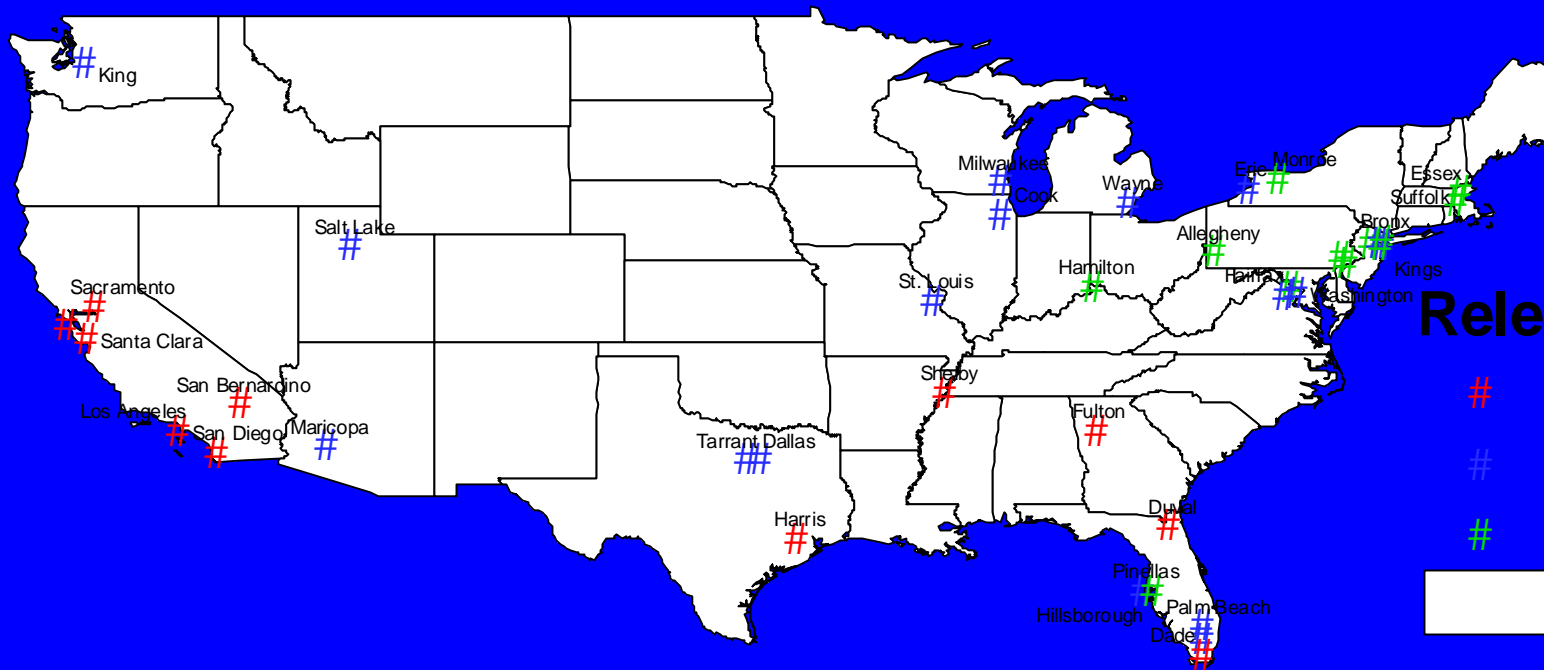 King
Milwaukee
Cook
Wayne
Erie
Monroe
Essex
Suffolk
Bronx
Kings
Allegheny
Salt Lake
Hamilton
St. Louis
Fairfax
Washington
Sacramento
Santa Clara
Rele
San Bernardino
Los Angeles
San Diego
Maricopa
Shelby
Fulton
Tarrant
Dallas
Harris
Duval
Pinellas
Hillsborough
Palm Beach
Dade